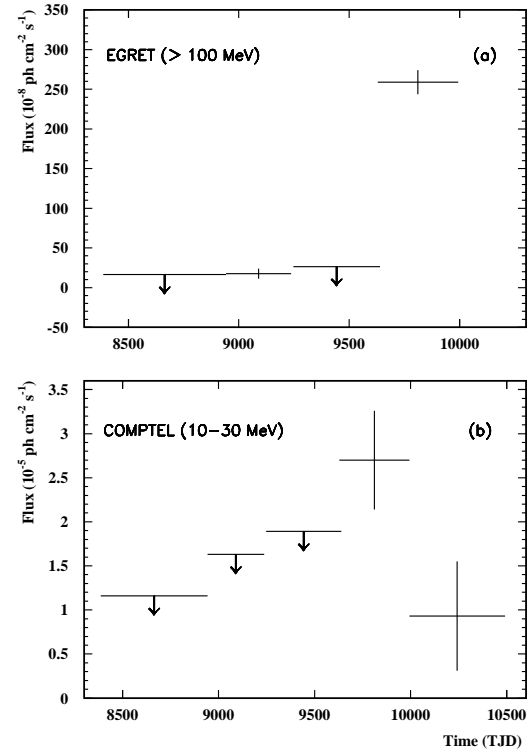 Flux (10⁻⁸ ph cm⁻² s⁻¹)
350
300
250
200
150
100
50
0
-50
EGRET (> 100 MeV)
(a)
8500 9000 9500 10000
Flux (10⁻⁵ ph cm⁻² s⁻¹)
3.5
3
2.5
2
1.5
1
0.5
0
COMPTEL (10−30 MeV)
(b)
8500 9000 9500 10000 10500
Time (TJD)